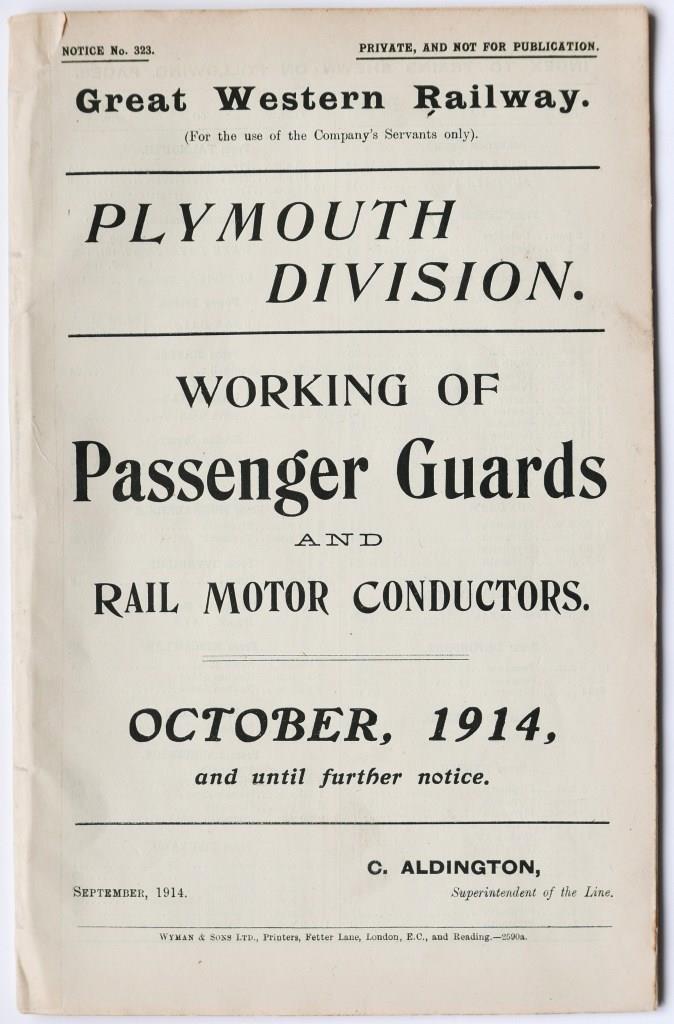 NOTICE No. 323.
PRIVATE, AND NOT FOR PUBLICATION.
Great Western Railway.
(For the use of the Company's Servants only).
PLYMOUTH
DIVISION.
WORKING OF
Passenger Guards
AND
RAIL MOTOR CONDUCTORS.
OCTOBER, 1914,
and until further notice.
C. ALDINGTON,
SEPTEMBER, 1914.
Superintendent of the Line.
WYMAN & SONS LTD., Printers, Fetter Lane, London, E.C., and Reading.—2590a.